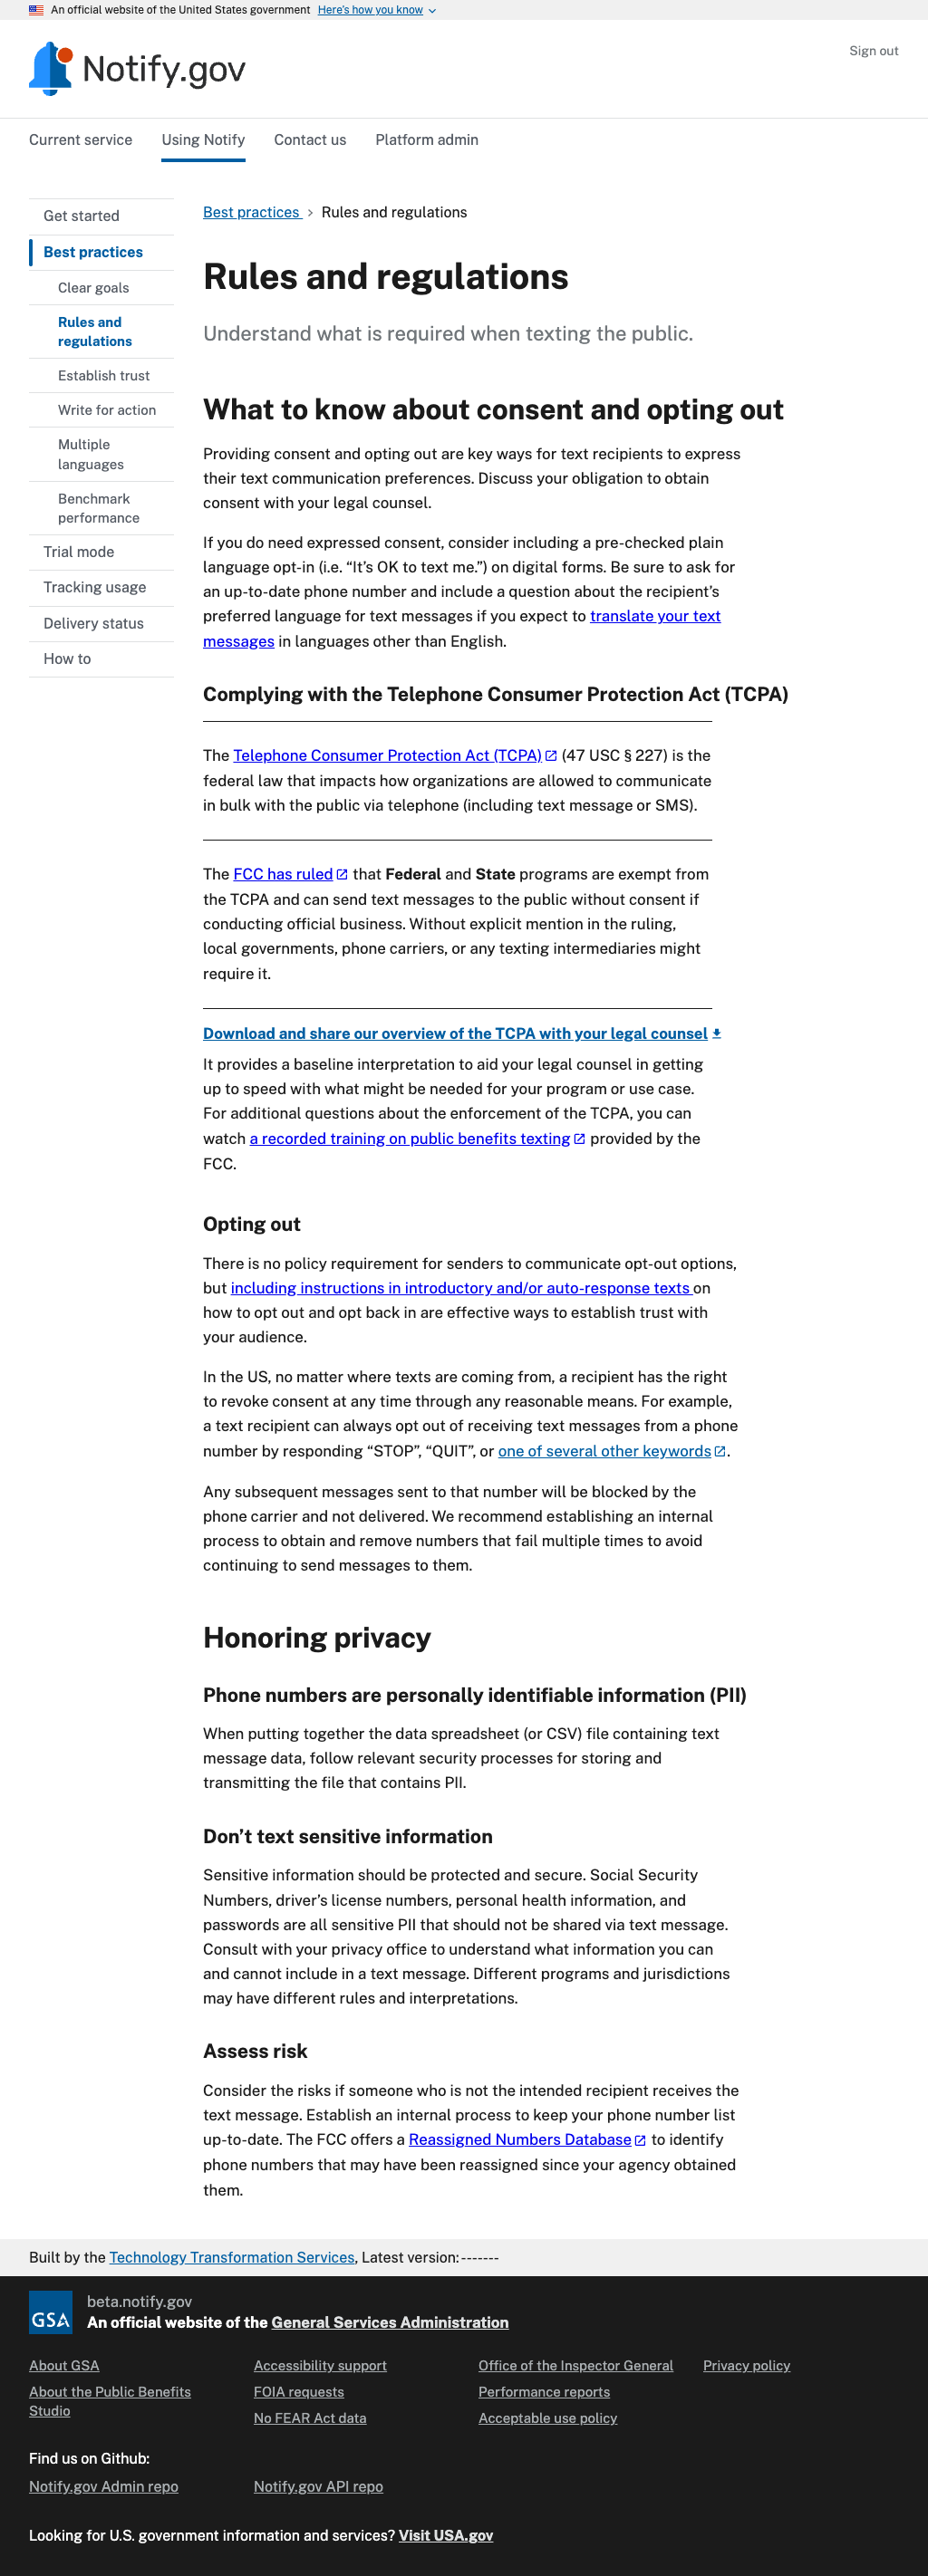 An official website of the United States government Here's how you know
Notify.gov
Sign out
Current service Using Notify Contact us Platform admin
Get started
Best practices
Clear goals
Rules and
regulations
Establish trust
Write for action
Multiple
languages
Benchmark
performance
Trial mode
Tracking usage
Delivery status
How to
Best practices > Rules and regulations
Rules and regulations
Understand what is required when texting the public.
What to know about consent and opting out
Providing consent and opting out are key ways for text recipients to express
their text communication preferences. Discuss your obligation to obtain
consent with your legal counsel.
If you do need expressed consent, consider including a pre-checked plain
language opt-in (i.e. “It’s OK to text me.”) on digital forms. Be sure to ask for
an up-to-date phone number and include a question about the recipient’s
preferred language for text messages if you expect to translate your text
messages in languages other than English.
Complying with the Telephone Consumer Protection Act (TCPA)
The Telephone Consumer Protection Act (TCPA) (47 USC § 227) is the
federal law that impacts how organizations are allowed to communicate
in bulk with the public via telephone (including text message or SMS).
The FCC has ruled that Federal and State programs are exempt from
the TCPA and can send text messages to the public without consent if
conducting official business. Without explicit mention in the ruling,
local governments, phone carriers, or any texting intermediaries might
require it.
Download and share our overview of the TCPA with your legal counsel
It provides a baseline interpretation to aid your legal counsel in getting
up to speed with what might be needed for your program or use case.
For additional questions about the enforcement of the TCPA, you can
watch a recorded training on public benefits texting provided by the
FCC.
Opting out
There is no policy requirement for senders to communicate opt-out options,
but including instructions in introductory and/or auto-response texts on
how to opt out and opt back in are effective ways to establish trust with
your audience.
In the US, no matter where texts are coming from, a recipient has the right
to revoke consent at any time through any reasonable means. For example,
a text recipient can always opt out of receiving text messages from a phone
number by responding “STOP”, “QUIT”, or one of several other keywords.
Any subsequent messages sent to that number will be blocked by the
phone carrier and not delivered. We recommend establishing an internal
process to obtain and remove numbers that fail multiple times to avoid
continuing to send messages to them.
Honoring privacy
Phone numbers are personally identifiable information (PII)
When putting together the data spreadsheet (or CSV) file containing text
message data, follow relevant security processes for storing and
transmitting the file that contains PII.
Don’t text sensitive information
Sensitive information should be protected and secure. Social Security
Numbers, driver’s license numbers, personal health information, and
passwords are all sensitive PII that should not be shared via text message.
Consult with your privacy office to understand what information you can
and cannot include in a text message. Different programs and jurisdictions
may have different rules and interpretations.
Assess risk
Consider the risks if someone who is not the intended recipient receives the
text message. Establish an internal process to keep your phone number list
up-to-date. The FCC offers a Reassigned Numbers Database to identify
phone numbers that may have been reassigned since your agency obtained
them.
Built by the Technology Transformation Services, Latest version:-------
GSA
beta.notify.gov
An official website of the General Services Administration
About GSA
About the Public Benefits
Studio
Accessibility support
FOIA requests
No FEAR Act data
Office of the Inspector General
Performance reports
Acceptable use policy
Privacy policy
Find us on Github:
Notify.gov Admin repo Notify.gov API repo
Looking for U.S. government information and services? Visit USA.gov